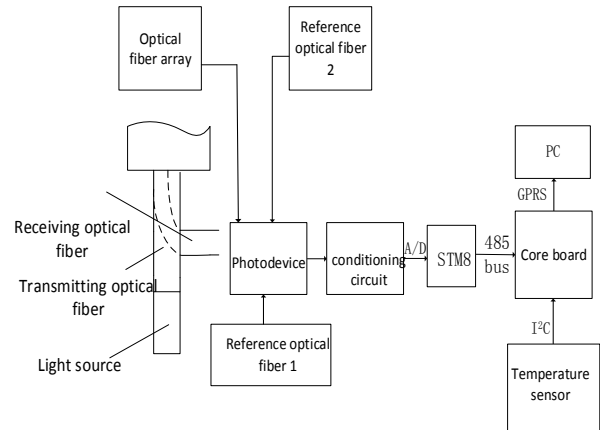 Optical
fiber array
Reference
optical fiber
2
PC
GPRS
Receiving optical
fiber
Transmitting optical
fiber
Light source
Photodevice
conditioning
circuit
A/D
STM8
485
bus
Core board
I²C
Reference optical
fiber 1
Temperature
sensor